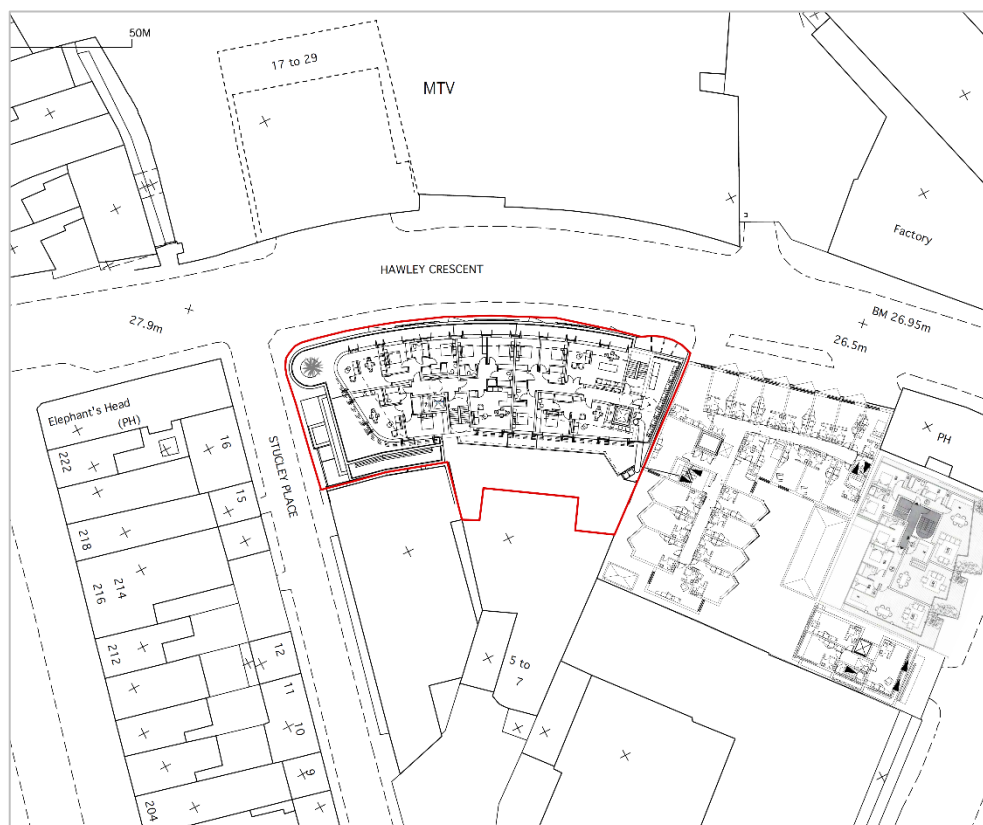 50M
17 to 29
MTV
Factory
HAWLEY CRESCENT
27.9m
BM 26.95m
26.5m
Elephant's Head
(PH)
PH
222
16
STUCLEY PLACE
15
218
214
216
212
12
5 to
7
11
10
9
204